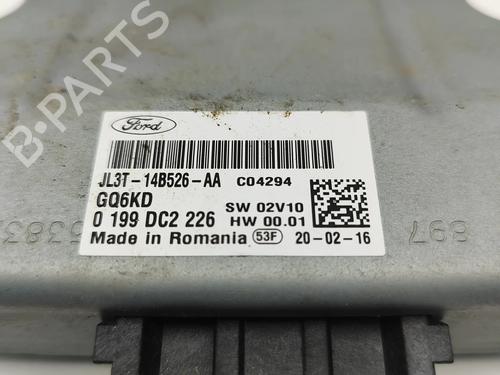 B-PARTS
Ford
JL3T-14B526-AA C04294
GQ6KD SW 02V10
0 199 DC2 226 HW 00.01
Made in Romania 53F 20-02-16
897